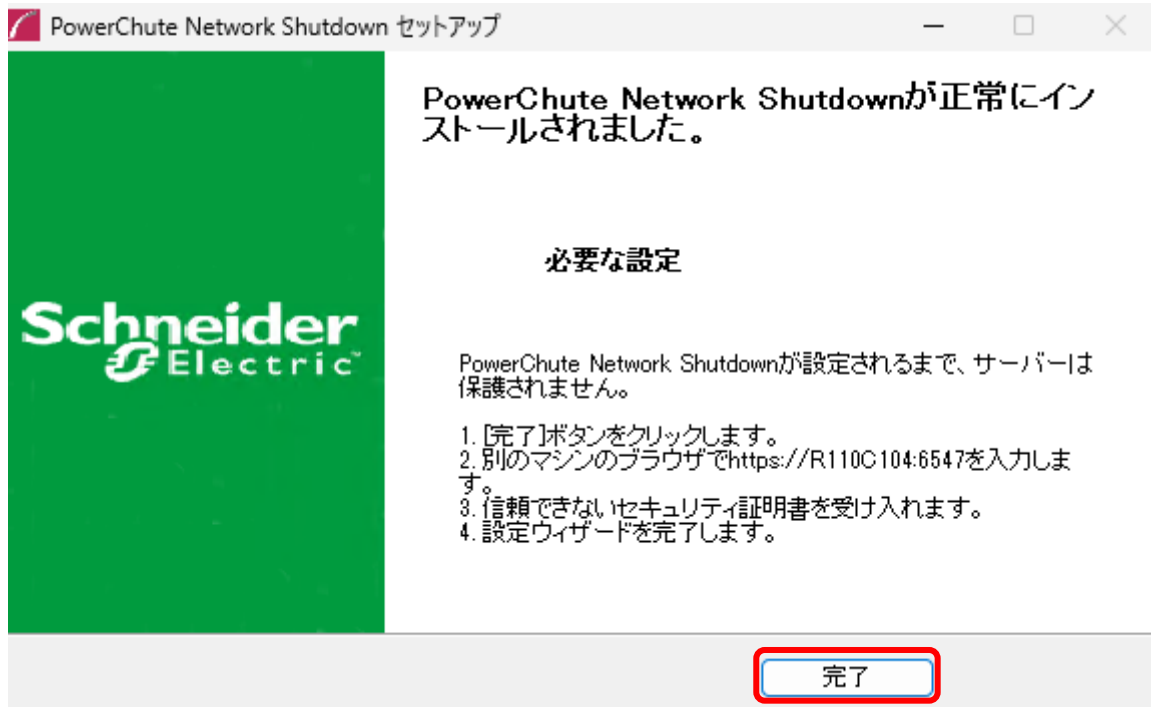 PowerChute Network Shutdown セットアップ
PowerChute Network Shutdownが正常にイン
ストールされました。
必要な設定
Schneider
Electric
PowerChute Network Shutdownが設定されるまで、サーバーは
保護されません。
1. [完了]ボタンをクリックします。
2. 別のマシンのブラウザでhttps://R110C104:6547を入力しま
す。
3. 信頼できないセキュリティ証明書を受け入れます。
4. 設定ウィザードを完了します。
完了